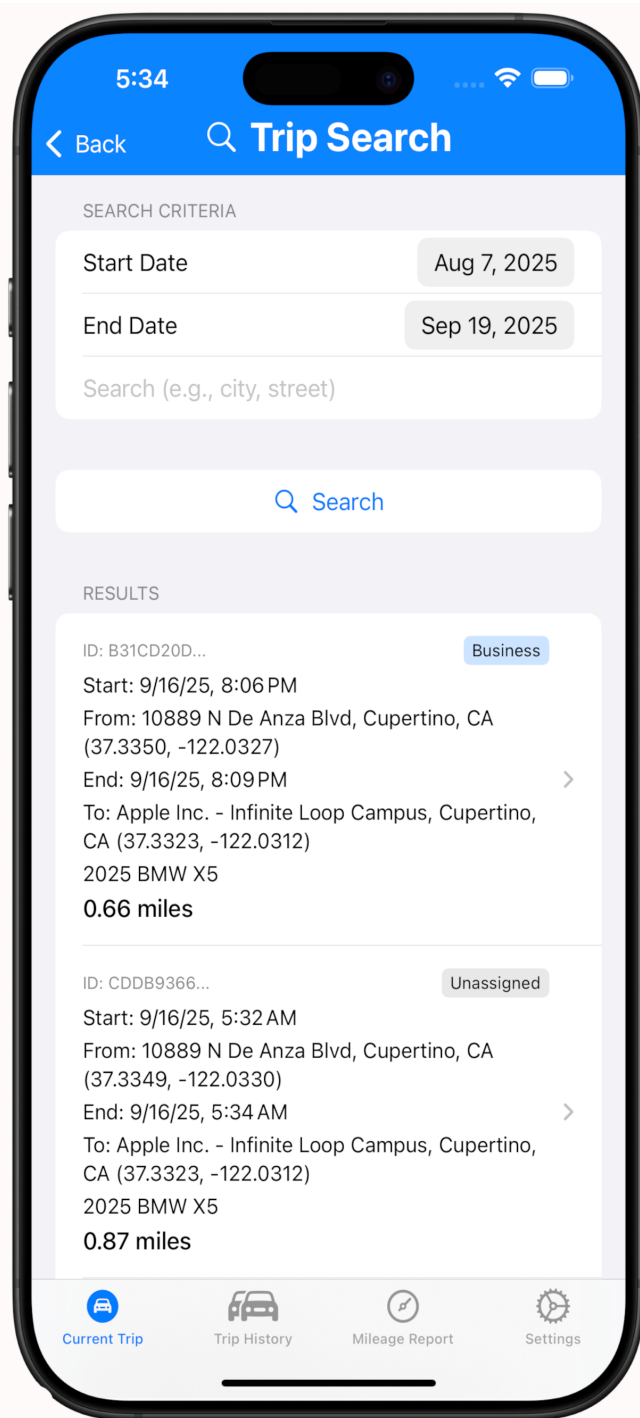 5:34
Back
Trip Search
SEARCH CRITERIA
Start Date
Aug 7, 2025
End Date
Sep 19, 2025
Search (e.g., city, street)
Search
RESULTS
ID: B31CD20D...
Business
Start: 9/16/25, 8:06 PM
From: 10889 N De Anza Blvd, Cupertino, CA
(37.3350, -122.0327)
End: 9/16/25, 8:09 PM
To: Apple Inc. - Infinite Loop Campus, Cupertino,
CA (37.3323, -122.0312)
2025 BMW X5
0.66 miles
ID: CDDB9366...
Unassigned
Start: 9/16/25, 5:32 AM
From: 10889 N De Anza Blvd, Cupertino, CA
(37.3349, -122.0330)
End: 9/16/25, 5:34 AM
To: Apple Inc. - Infinite Loop Campus, Cupertino,
CA (37.3323, -122.0312)
2025 BMW X5
0.87 miles
Current Trip
Trip History
Mileage Report
Settings